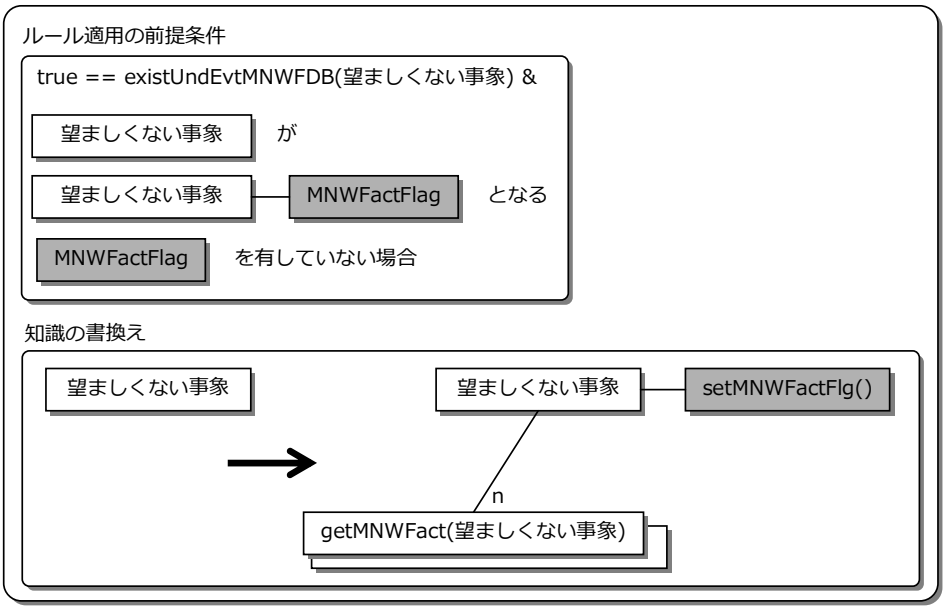 ルール適用の前提条件
true == existUndEvtMNWFDB(望ましくない事象) &
望ましくない事象 が
望ましくない事象 MNWFactFlag となる
MNWFactFlag を有していない場合
知識の書換え
望ましくない事象 望ましくない事象 setMNWFactFlg()
n
getMNWFact(望ましくない事象)